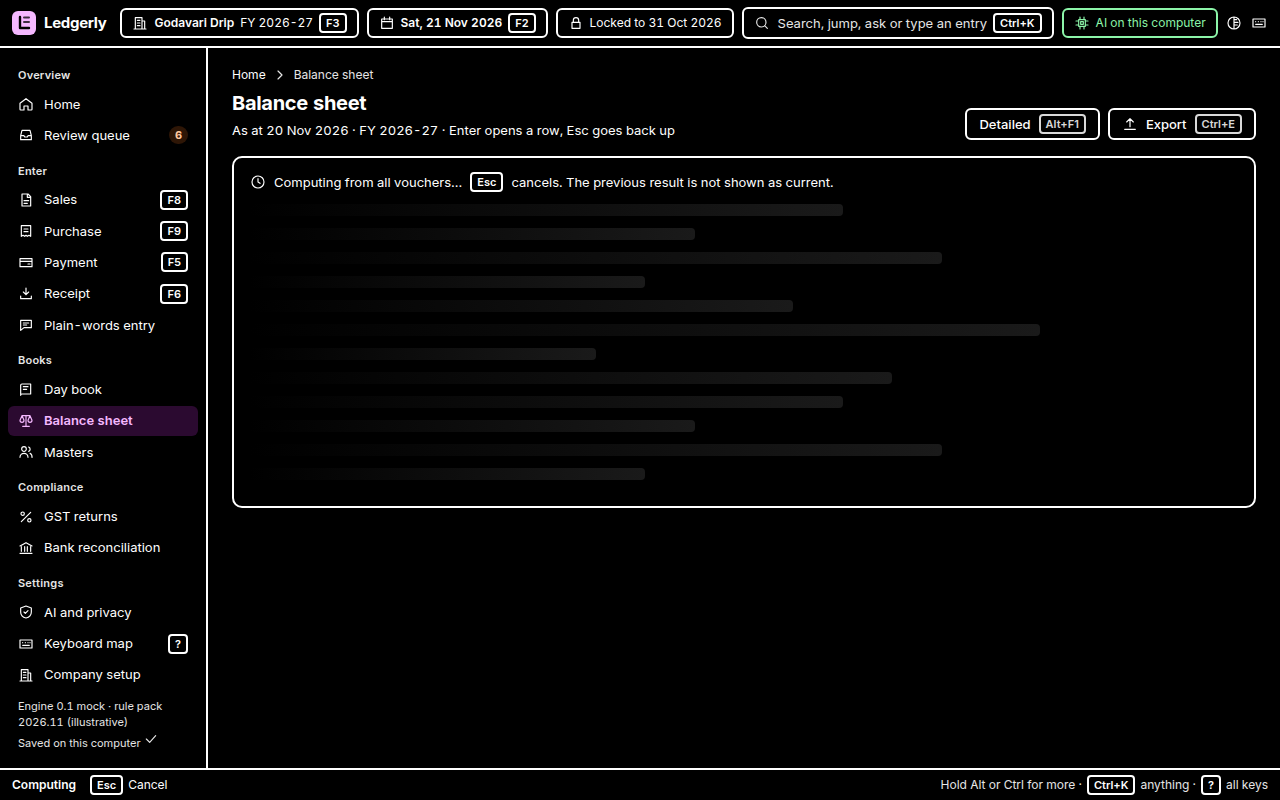 Ledgerly
Godavari Drip FY 2026-27 F3
Sat, 21 Nov 2026 F2
Locked to 31 Oct 2026
Search, jump, ask or type an entry Ctrl+K
AI on this computer
Overview
Home
Review queue 6
Enter
Sales F8
Purchase F9
Payment F5
Receipt F6
Plain-words entry
Books
Day book
Balance sheet
Masters
Compliance
GST returns
Bank reconciliation
Settings
AI and privacy
Keyboard map ?
Company setup
Engine 0.1 mock · rule pack
2026.11 (illustrative)
Saved on this computer
Home Balance sheet
Balance sheet
As at 20 Nov 2026 · FY 2026-27 · Enter opens a row, Esc goes back up
Detailed Alt+F1
Export Ctrl+E
Computing from all vouchers... Esc cancels. The previous result is not shown as current.
Computing Esc Cancel
Hold Alt or Ctrl for more · Ctrl+K anything · ? all keys